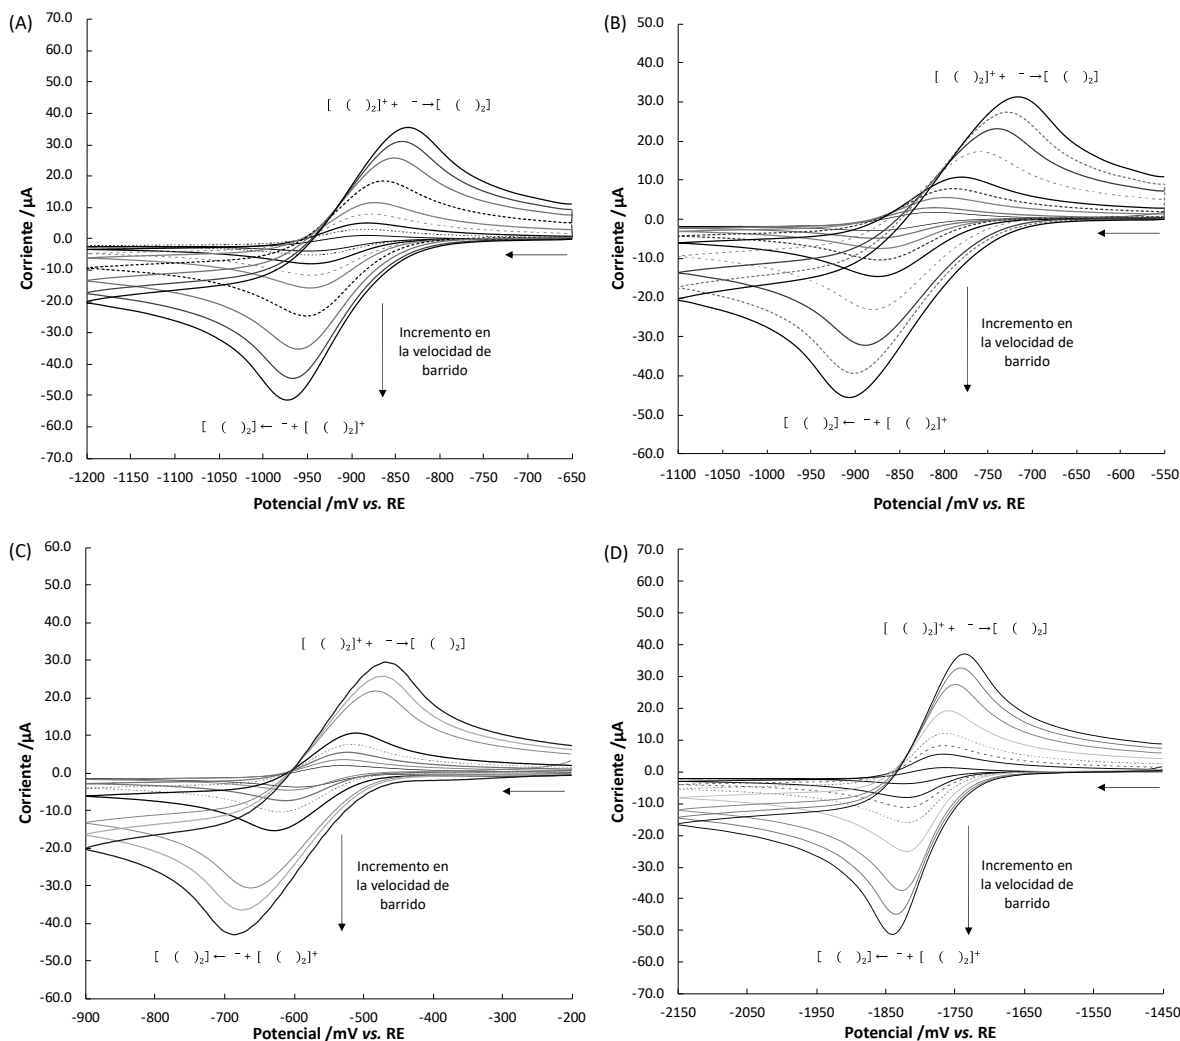 (A)
70.0
60.0
50.0
40.0
30.0
20.0
10.0
0.0
-10.0
-20.0
-30.0
-40.0
-50.0
-60.0
-70.0
Corriente /µA
[ ( )₂]⁺ + ⁻ → [ ( )₂]
Incremento en
la velocidad de
barrido
[ ( )₂] ← ⁻ + [ ( )₂]⁺
-1200 -1150 -1100 -1050 -1000 -950 -900 -850 -800 -750 -700 -650
Potencial /mV vs. RE
(B)
50.0
40.0
30.0
20.0
10.0
0.0
-10.0
-20.0
-30.0
-40.0
-50.0
-60.0
Corriente /µA
[ ( )₂]⁺ + ⁻ → [ ( )₂]
Incremento en
la velocidad de
barrido
[ ( )₂] ← ⁻ + [ ( )₂]⁺
-1100 -1050 -1000 -950 -900 -850 -800 -750 -700 -650 -600 -550
Potencial /mV vs. RE
(C)
60.0
50.0
40.0
30.0
20.0
10.0
0.0
-10.0
-20.0
-30.0
-40.0
-50.0
-60.0
Corriente /µA
[ ( )₂]⁺ + ⁻ → [ ( )₂]
Incremento en
la velocidad de
barrido
[ ( )₂] ← ⁻ + [ ( )₂]⁺
-900 -800 -700 -600 -500 -400 -300 -200
Potencial /mV vs. RE
(D)
70.0
60.0
50.0
40.0
30.0
20.0
10.0
0.0
-10.0
-20.0
-30.0
-40.0
-50.0
-60.0
-70.0
Corriente /µA
[ ( )₂]⁺ + ⁻ → [ ( )₂]
Incremento en
la velocidad de
barrido
[ ( )₂] ← ⁻ + [ ( )₂]⁺
-2150 -2050 -1950 -1850 -1750 -1650 -1550 -1450
Potencial /mV vs. RE